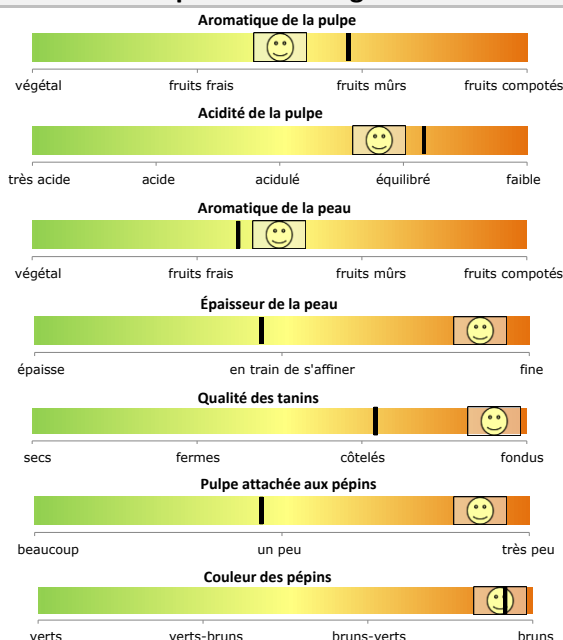 Aromatique de la pulpe
végétal fruits frais fruits mûrs fruits compotés
Acidité de la pulpe
très acide acide acidulé équilibré faible
Aromatique de la peau
végétal fruits frais fruits mûrs fruits compotés
Épaisseur de la peau
épaisse en train de s'affiner fine
Qualité des tanins
secs fermes côtelés fondus
Pulpe attachée aux pépins
beaucoup un peu très peu
Couleur des pépins
verts verts-bruns bruns-verts bruns